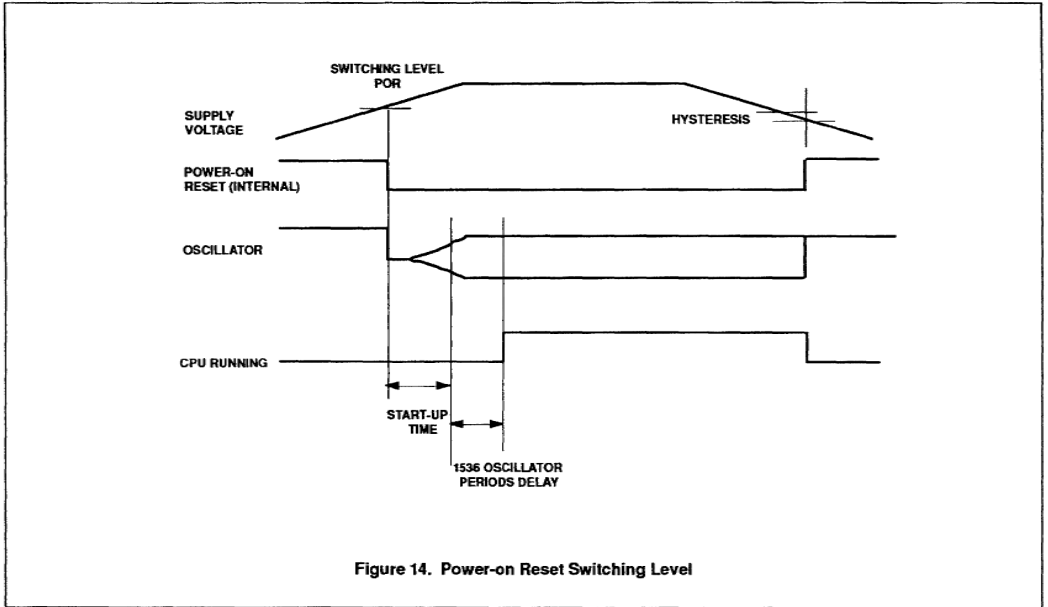 SWITCHING LEVEL
POR
SUPPLY
VOLTAGE
HYSTERESIS
POWER-ON
RESET (INTERNAL)
OSCILLATOR
CPU RUNNING
START-UP
TIME
1536 OSCILLATOR
PERIODS DELAY
Figure 14. Power-on Reset Switching Level